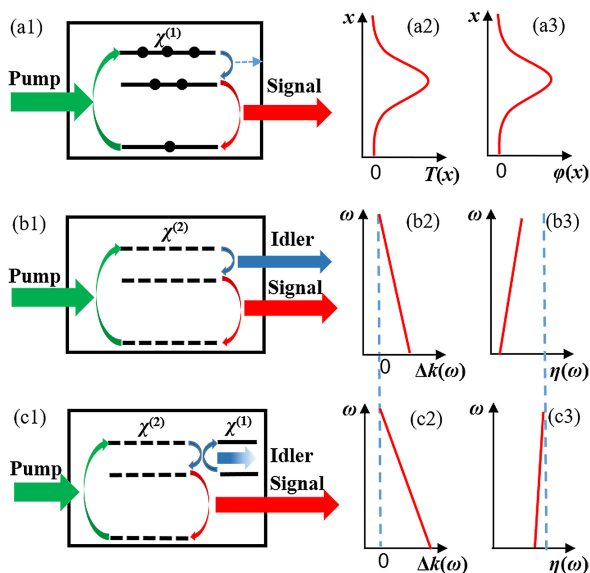 (a1)
χ(1)
Pump
Signal
x
(a2)
0
T(x)
x
(a3)
0
φ(x)
(b1)
χ(2)
Pump
Idler
Signal
ω
(b2)
0
Δk(ω)
ω
(b3)
0
η(ω)
(c1)
χ(2)
χ(1)
Pump
Idler
Signal
ω
(c2)
0
Δk(ω)
ω
(c3)
0
η(ω)